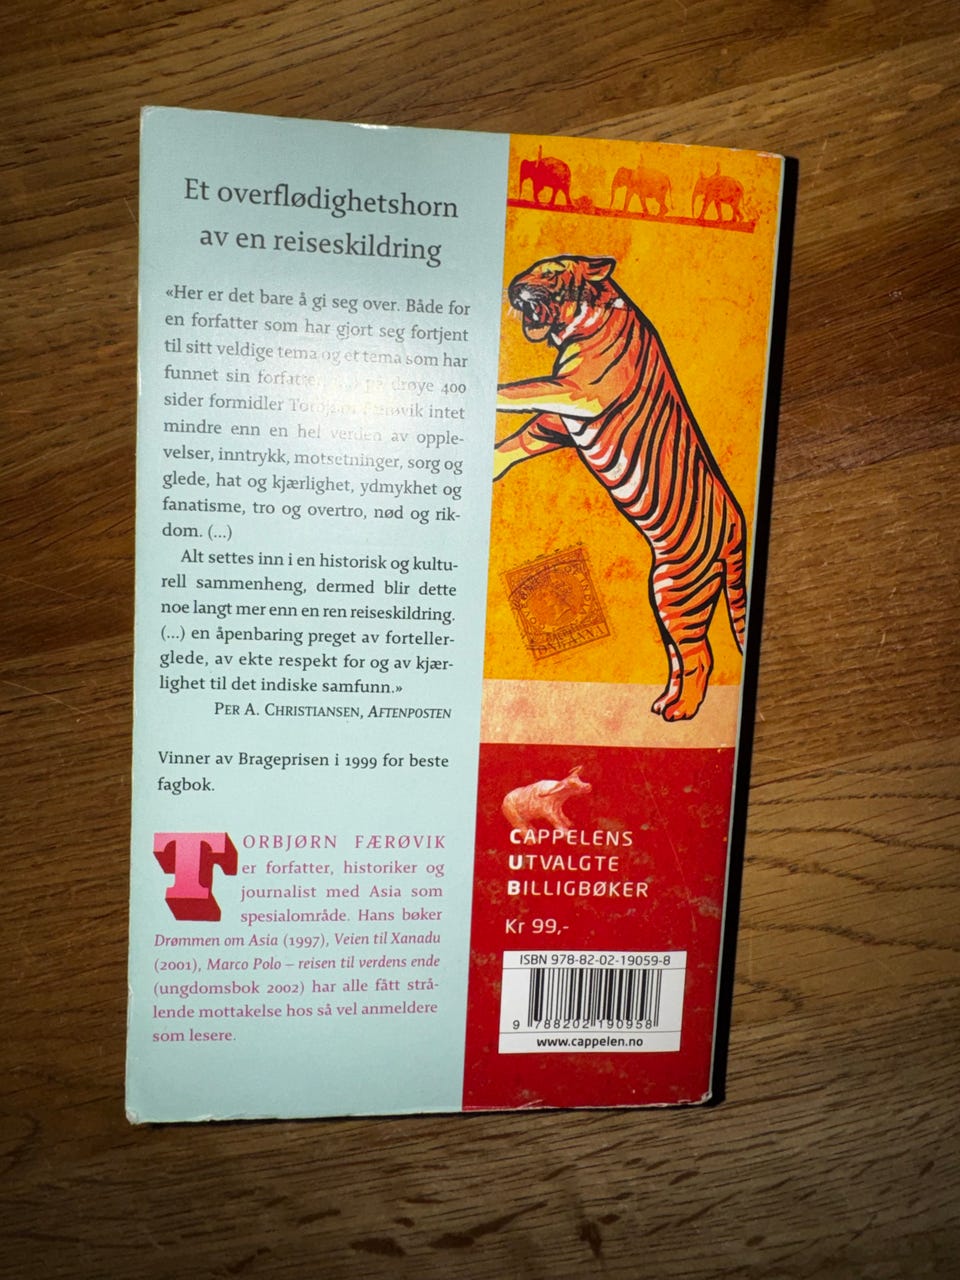 Et overflødighetshorn
av en reiseskildring
«Her er det bare å gi seg over. Både for
en forfatter som har gjort seg fortjent
til sitt veldige tema og et tema som har
funnet sin forfatter. drøye 400
sider formidler Torbjørn Færøvik intet
mindre enn en hel verden av opple-
velser, inntrykk, motsetninger, sorg og
glede, hat og kjærlighet, ydmykhet og
fanatisme, tro og overtro, nød og rik-
dom. (...)
Alt settes inn i en historisk og kultu-
rell sammenheng, dermed blir dette
noe langt mer enn en ren reiseskildring.
(...) en åpenbaring preget av forteller-
glede, av ekte respekt for og av kjær-
lighet til det indiske samfunn.»
PER A. CHRISTIANSEN, AFTENPOSTEN
Vinner av Brageprisen i 1999 for beste
fagbok.
TORBJØRN FÆRØVIK
er forfatter, historiker og
journalist med Asia som
spesialområde. Hans bøker
Drømmen om Asia (1997), Veien til Xanadu
(2001), Marco Polo – reisen til verdens ende
(ungdomsbok 2002) har alle fått strå-
lende mottakelse hos så vel anmeldere
som lesere.
ONE ANNA
CAPPELENS
UTVALGTE
BILLIGBØKER
Kr 99,-
ISBN 978-82-02-19059-8
9 788202 190958
www.cappelen.no